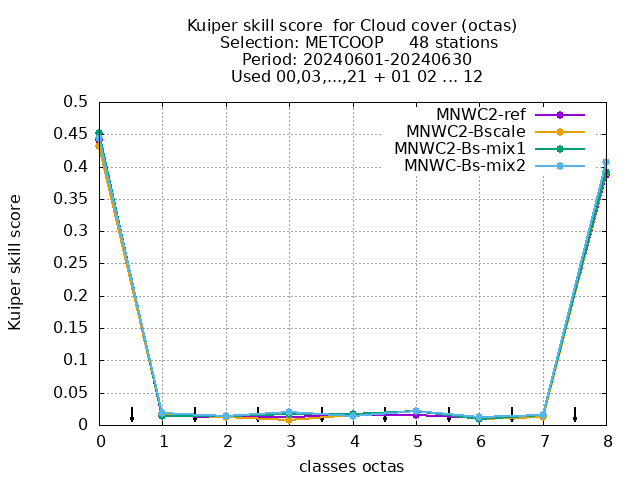 Kuiper skill score  for Cloud cover (octas)
Selection: METCOOP     48 stations
Period: 20240601-20240630
Used 00,03,...,21 + 01 02 ... 12
MNWC2-ref
MNWC2-Bscale
MNWC2-Bs-mix1
MNWC-Bs-mix2
0.5
0.45
0.4
0.35
0.3
0.25
0.2
0.15
0.1
0.05
0
Kuiper skill score
0 1 2 3 4 5 6 7 8
classes octas